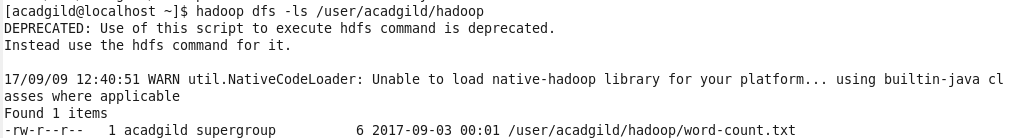 [acadgild@localhost ~]$ hadoop dfs -ls /user/acadgild/hadoop
DEPRECATED: Use of this script to execute hdfs command is deprecated.
Instead use the hdfs command for it.

17/09/09 12:40:51 WARN util.NativeCodeLoader: Unable to load native-hadoop library for your platform... using builtin-java cl
asses where applicable
Found 1 items
-rw-r--r--   1 acadgild supergroup          6 2017-09-03 00:01 /user/acadgild/hadoop/word-count.txt